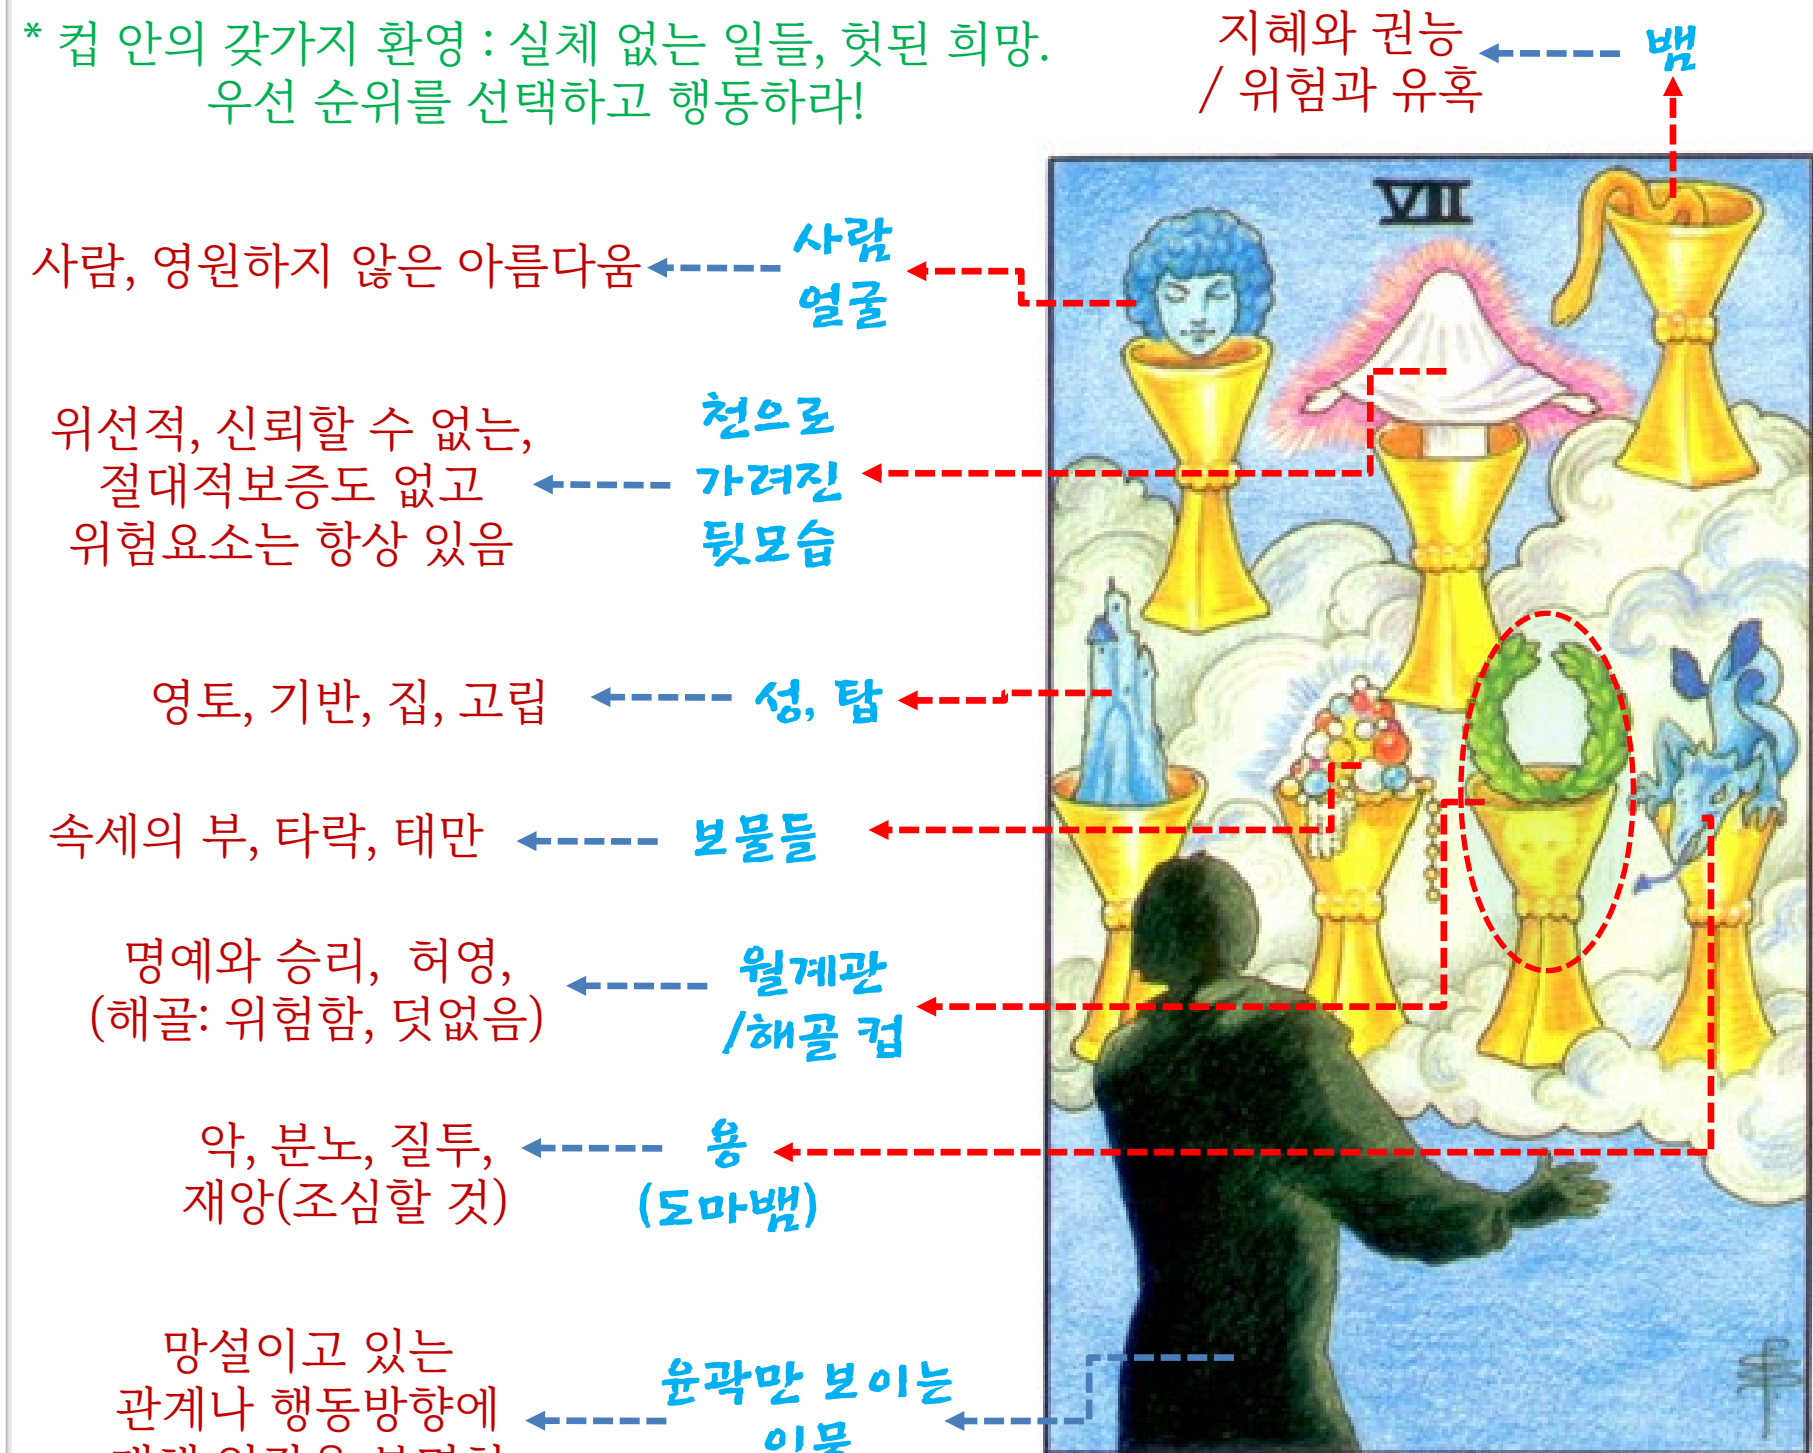 * 컵 안의 갖가지 환영 : 실체 없는 일들, 헛된 희망.
우선 순위를 선택하고 행동하라!
지혜와 권능
/ 위험과 유혹
뱀
VII
사람, 영원하지 않은 아름다움
사람
얼굴
위선적, 신뢰할 수 없는,
절대적보증도 없고
위험요소는 항상 있음
천으로
가려진
뒷모습
영토, 기반, 집, 고립
성, 탑
속세의 부, 타락, 태만
보물들
명예와 승리, 허영,
(해골: 위험함, 덧없음)
월계관
/해골 컵
악, 분노, 질투,
재앙(조심할 것)
용
(도마뱀)
망설이고 있는
관계나 행동방향에
윤곽만 보이는